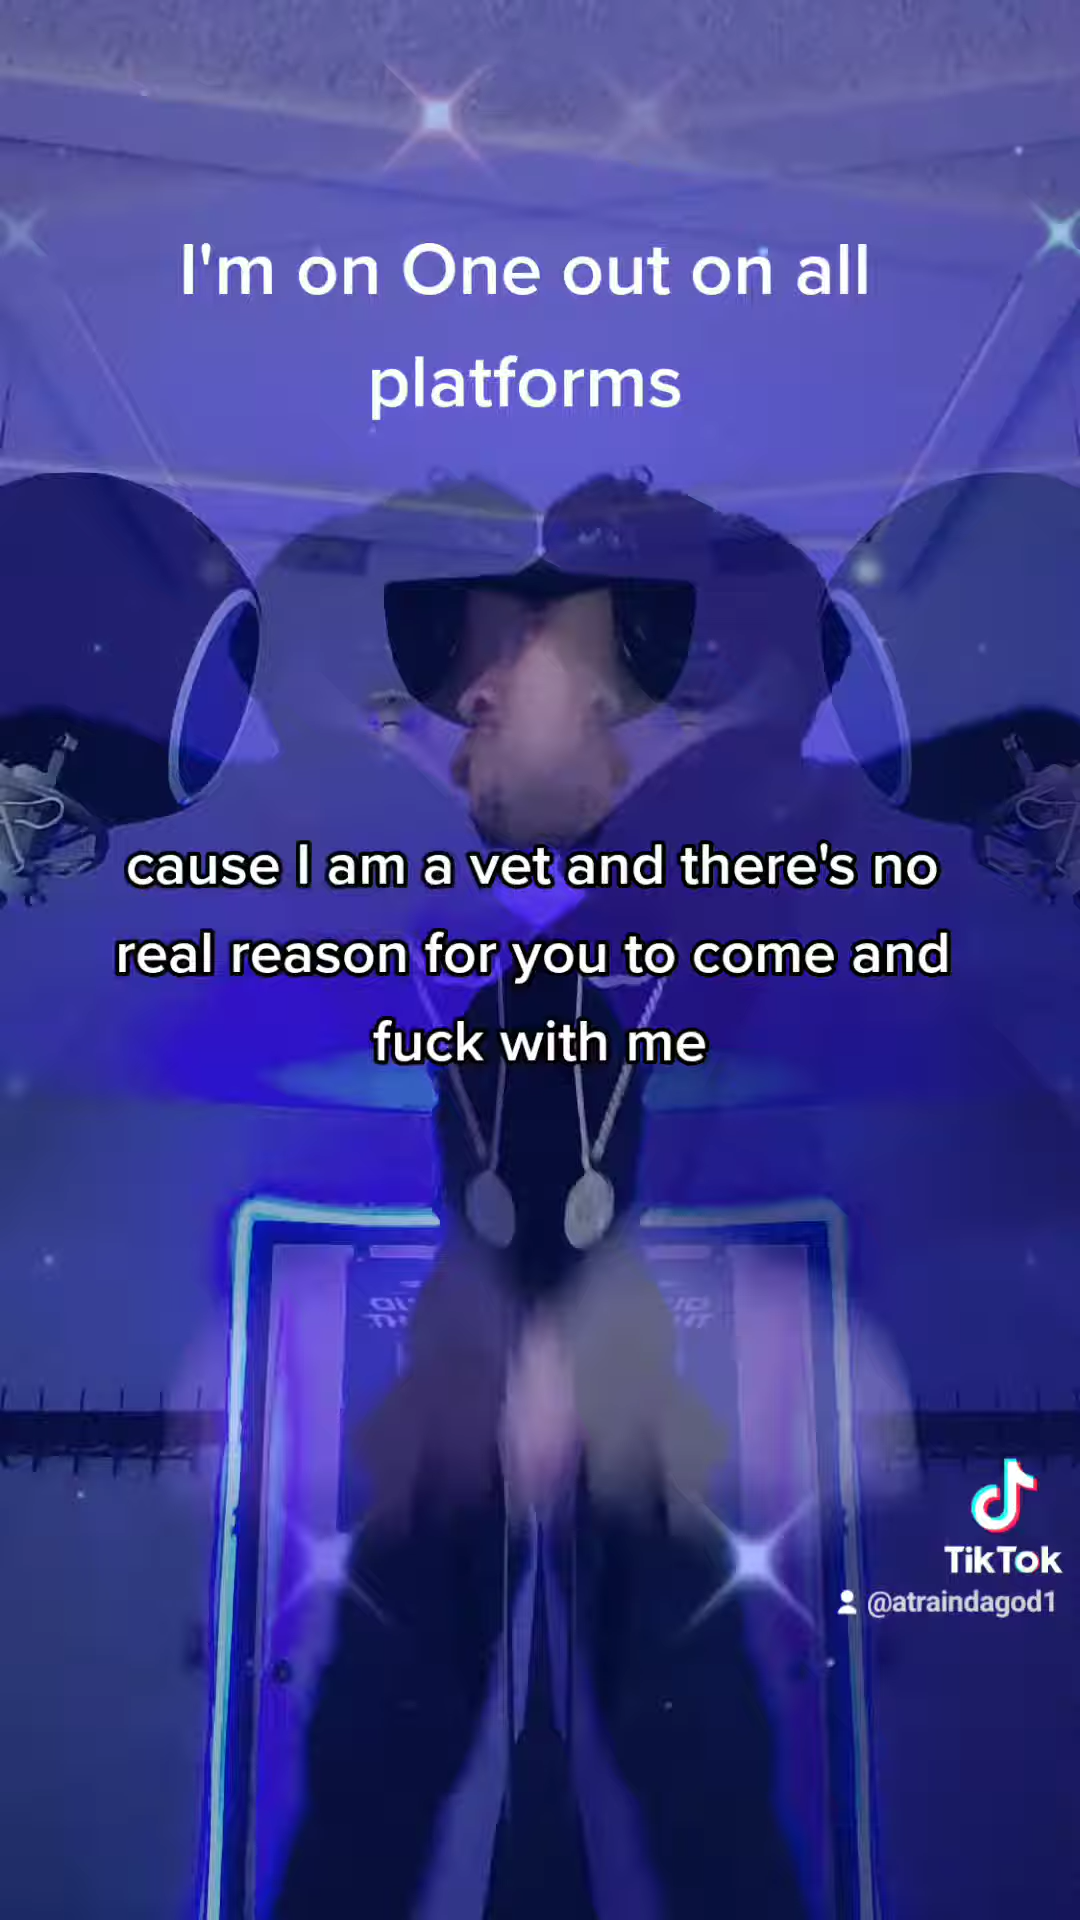 I'm on One out on all
platforms
cause I am a vet and there's no
real reason for you to come and
fuck with me
TikTok
@atraindagod1